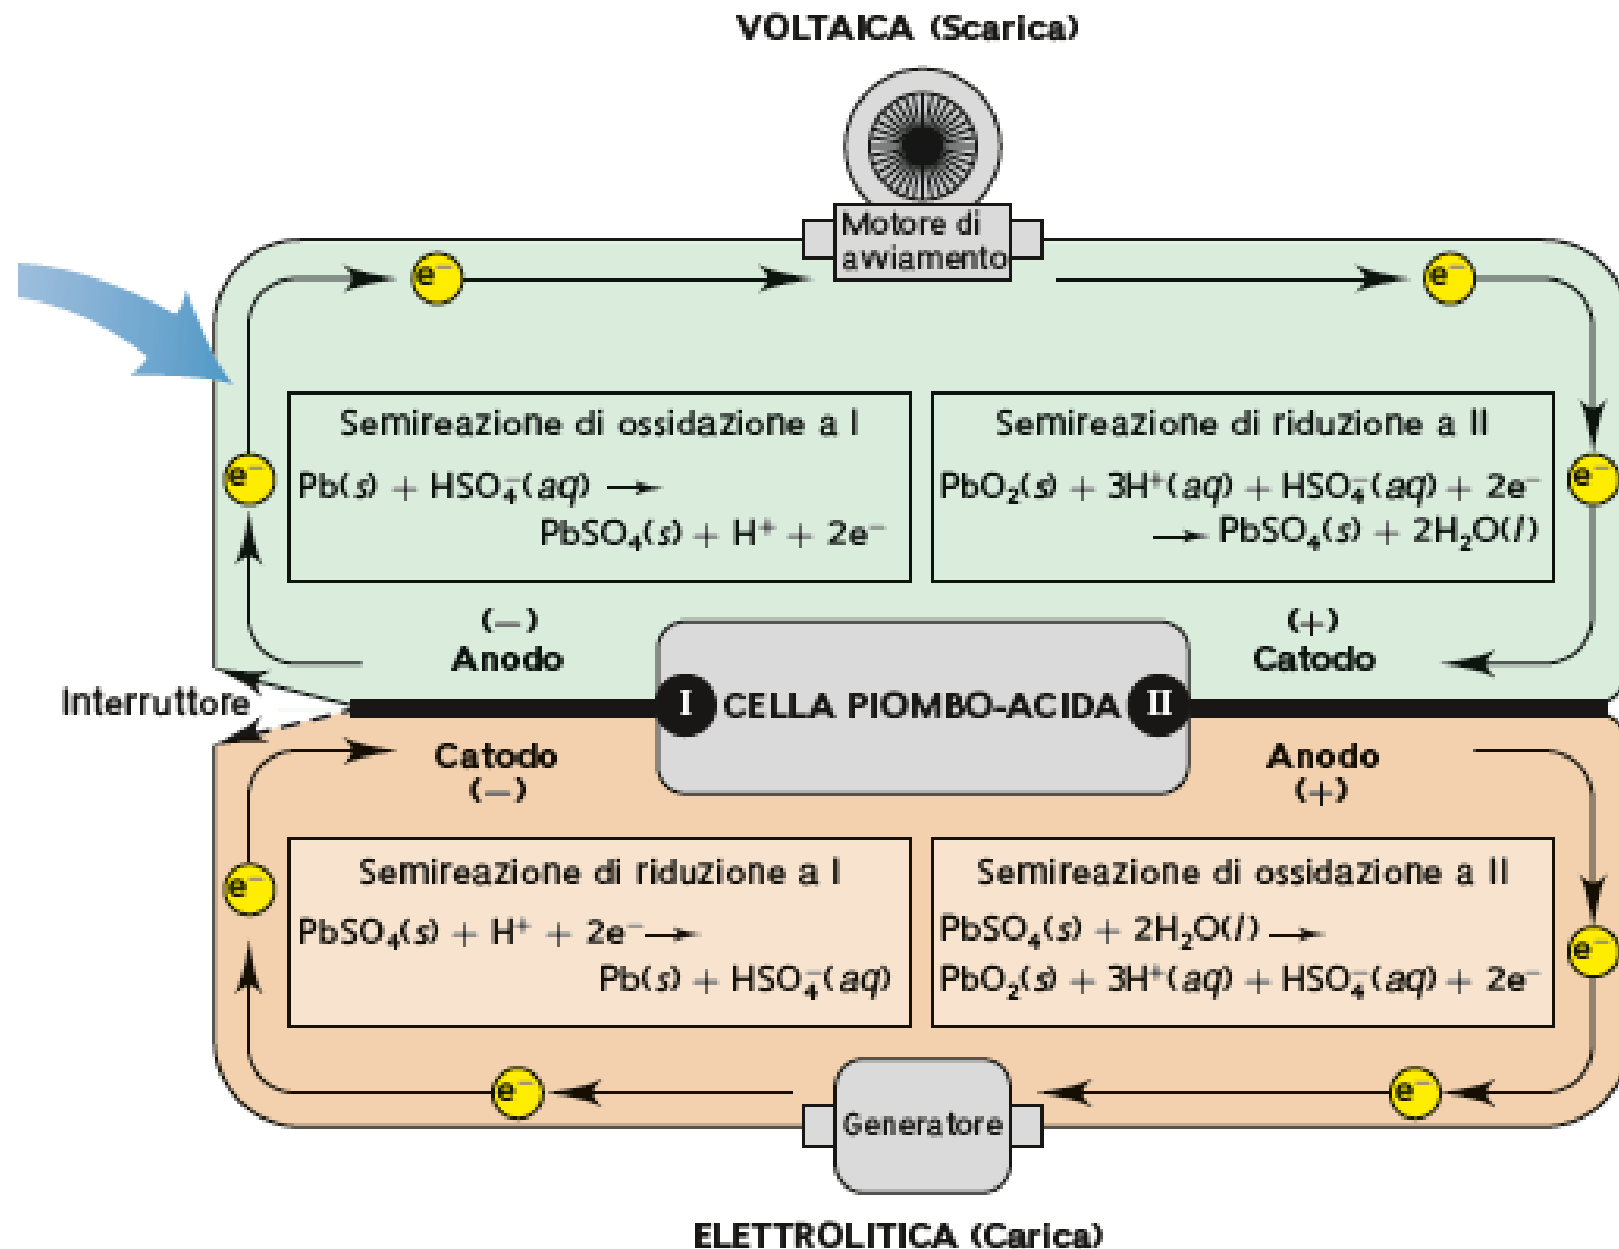 VOLTAICA (Scarica)
Motore di
avviamento
e⁻
e⁻
Semireazione di ossidazione a I
Semireazione di riduzione a II
e⁻
Pb(s) + HSO₄⁻(aq) →
PbO₂(s) + 3H⁺(aq) + HSO₄⁻(aq) + 2e⁻
e⁻
PbSO₄(s) + H⁺ + 2e⁻
→ PbSO₄(s) + 2H₂O(l)
(−)
(+)
Anodo
Catodo
Interruttore
I CELLA PIOMBO-ACIDA II
Catodo
Anodo
(−)
(+)
Semireazione di riduzione a I
Semireazione di ossidazione a II
e⁻
PbSO₄(s) + H⁺ + 2e⁻ →
PbSO₄(s) + 2H₂O(l) →
e⁻
Pb(s) + HSO₄⁻(aq)
PbO₂(s) + 3H⁺(aq) + HSO₄⁻(aq) + 2e⁻
e⁻
e⁻
Generatore
ELETTROLITICA (Carica)